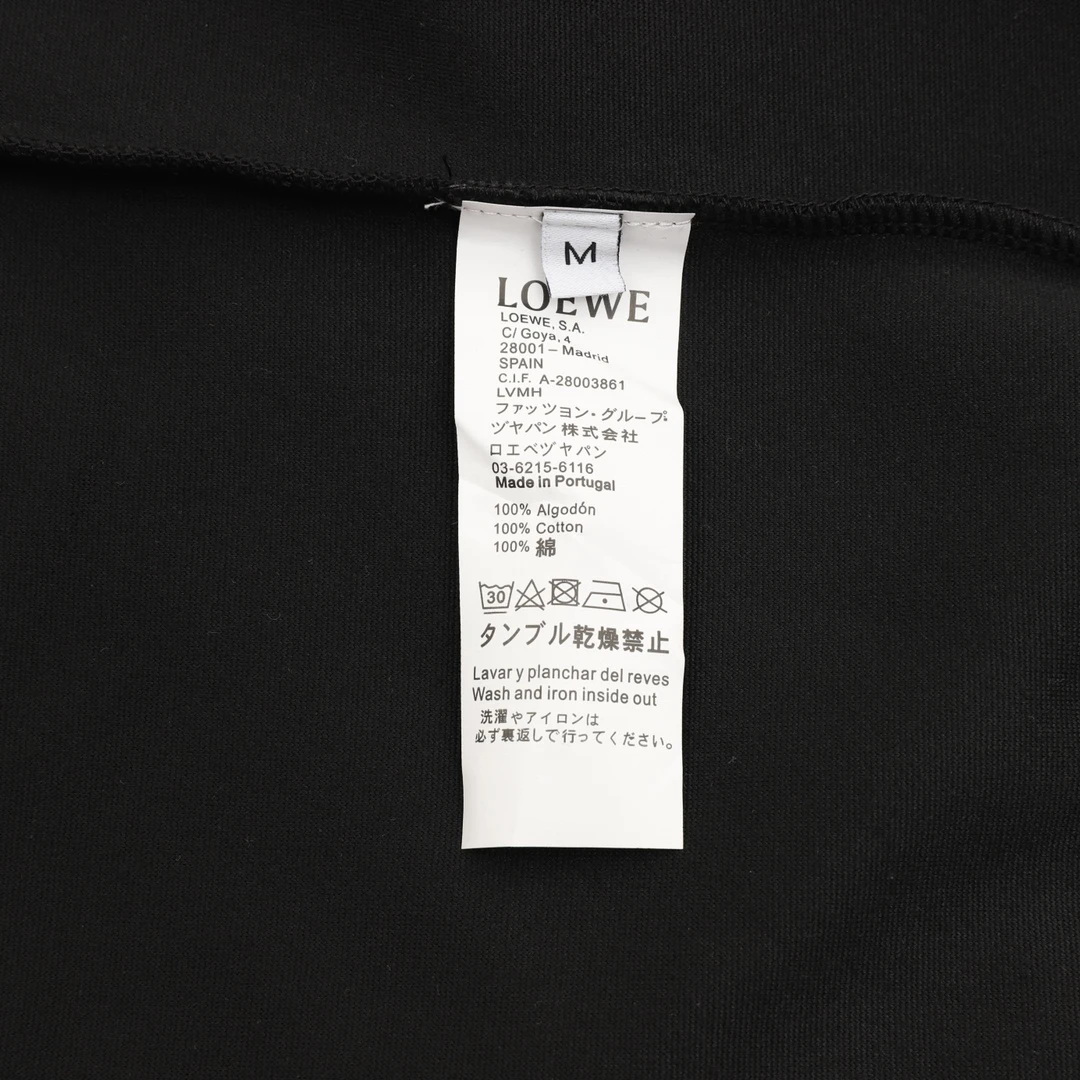 M
LOEWE
LOEWE, S.A.
C/ Goya, 4
28001 – Madrid
SPAIN
C.I.F. A-28003861
LVMH
ファッツョン・グループ。
ヅヤパン 株式会社
ロエベヅヤパン
03-6215-6116
Made in Portugal
100% Algodón
100% Cotton
100% 綿
30
タンブル乾燥禁止
Lavar y planchar del reves
Wash and iron inside out
洗濯やアイロンは
必ず裏返しで行ってください。